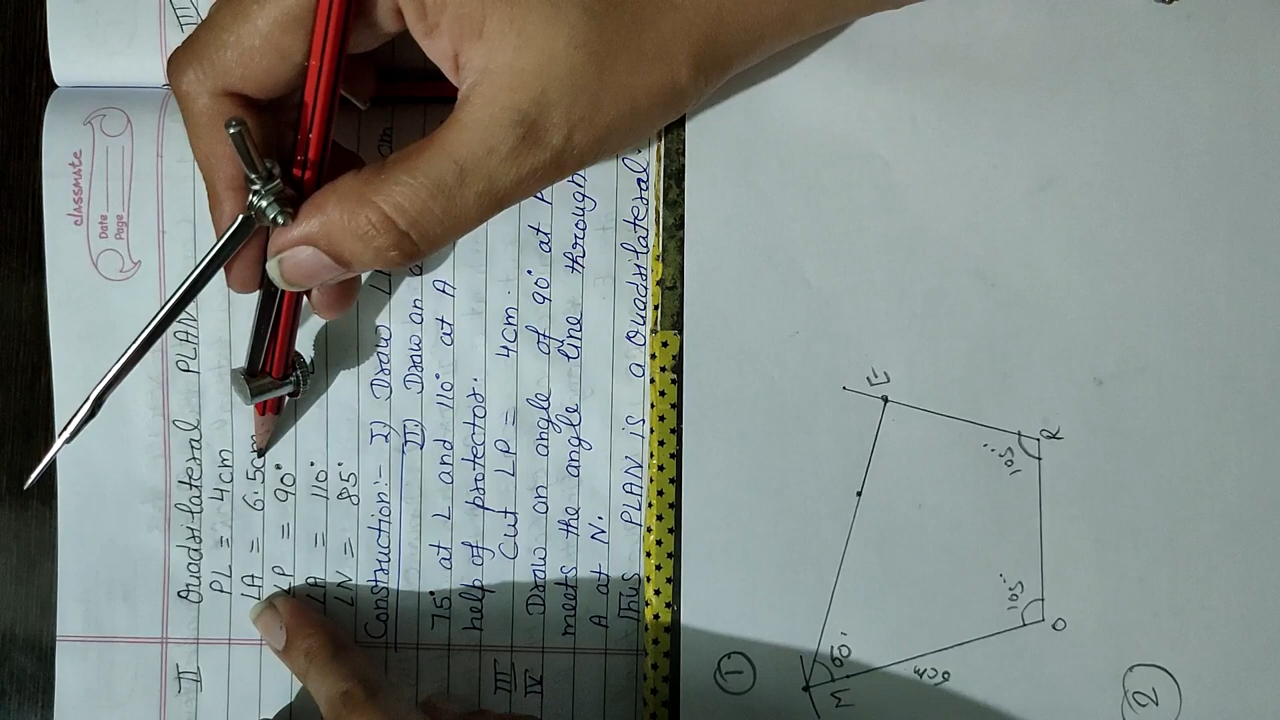 classmate
Date
Page
II Quadrilateral PLAN
PL = 4cm
LA = 6.5cm
∠P = 90°
∠A = 110°
∠N = 85°
Construction:- I) Draw
cm
II) Draw an
75° at L and 110° at A
help of protector.
III Cut LP = 4cm.
IV Draw an angle of 90° at P
meets the angle line through
A at N.
Thus PLAN is a Quadrilateral.
1
M
60°
6cm
O
105°
105°
R
E
2